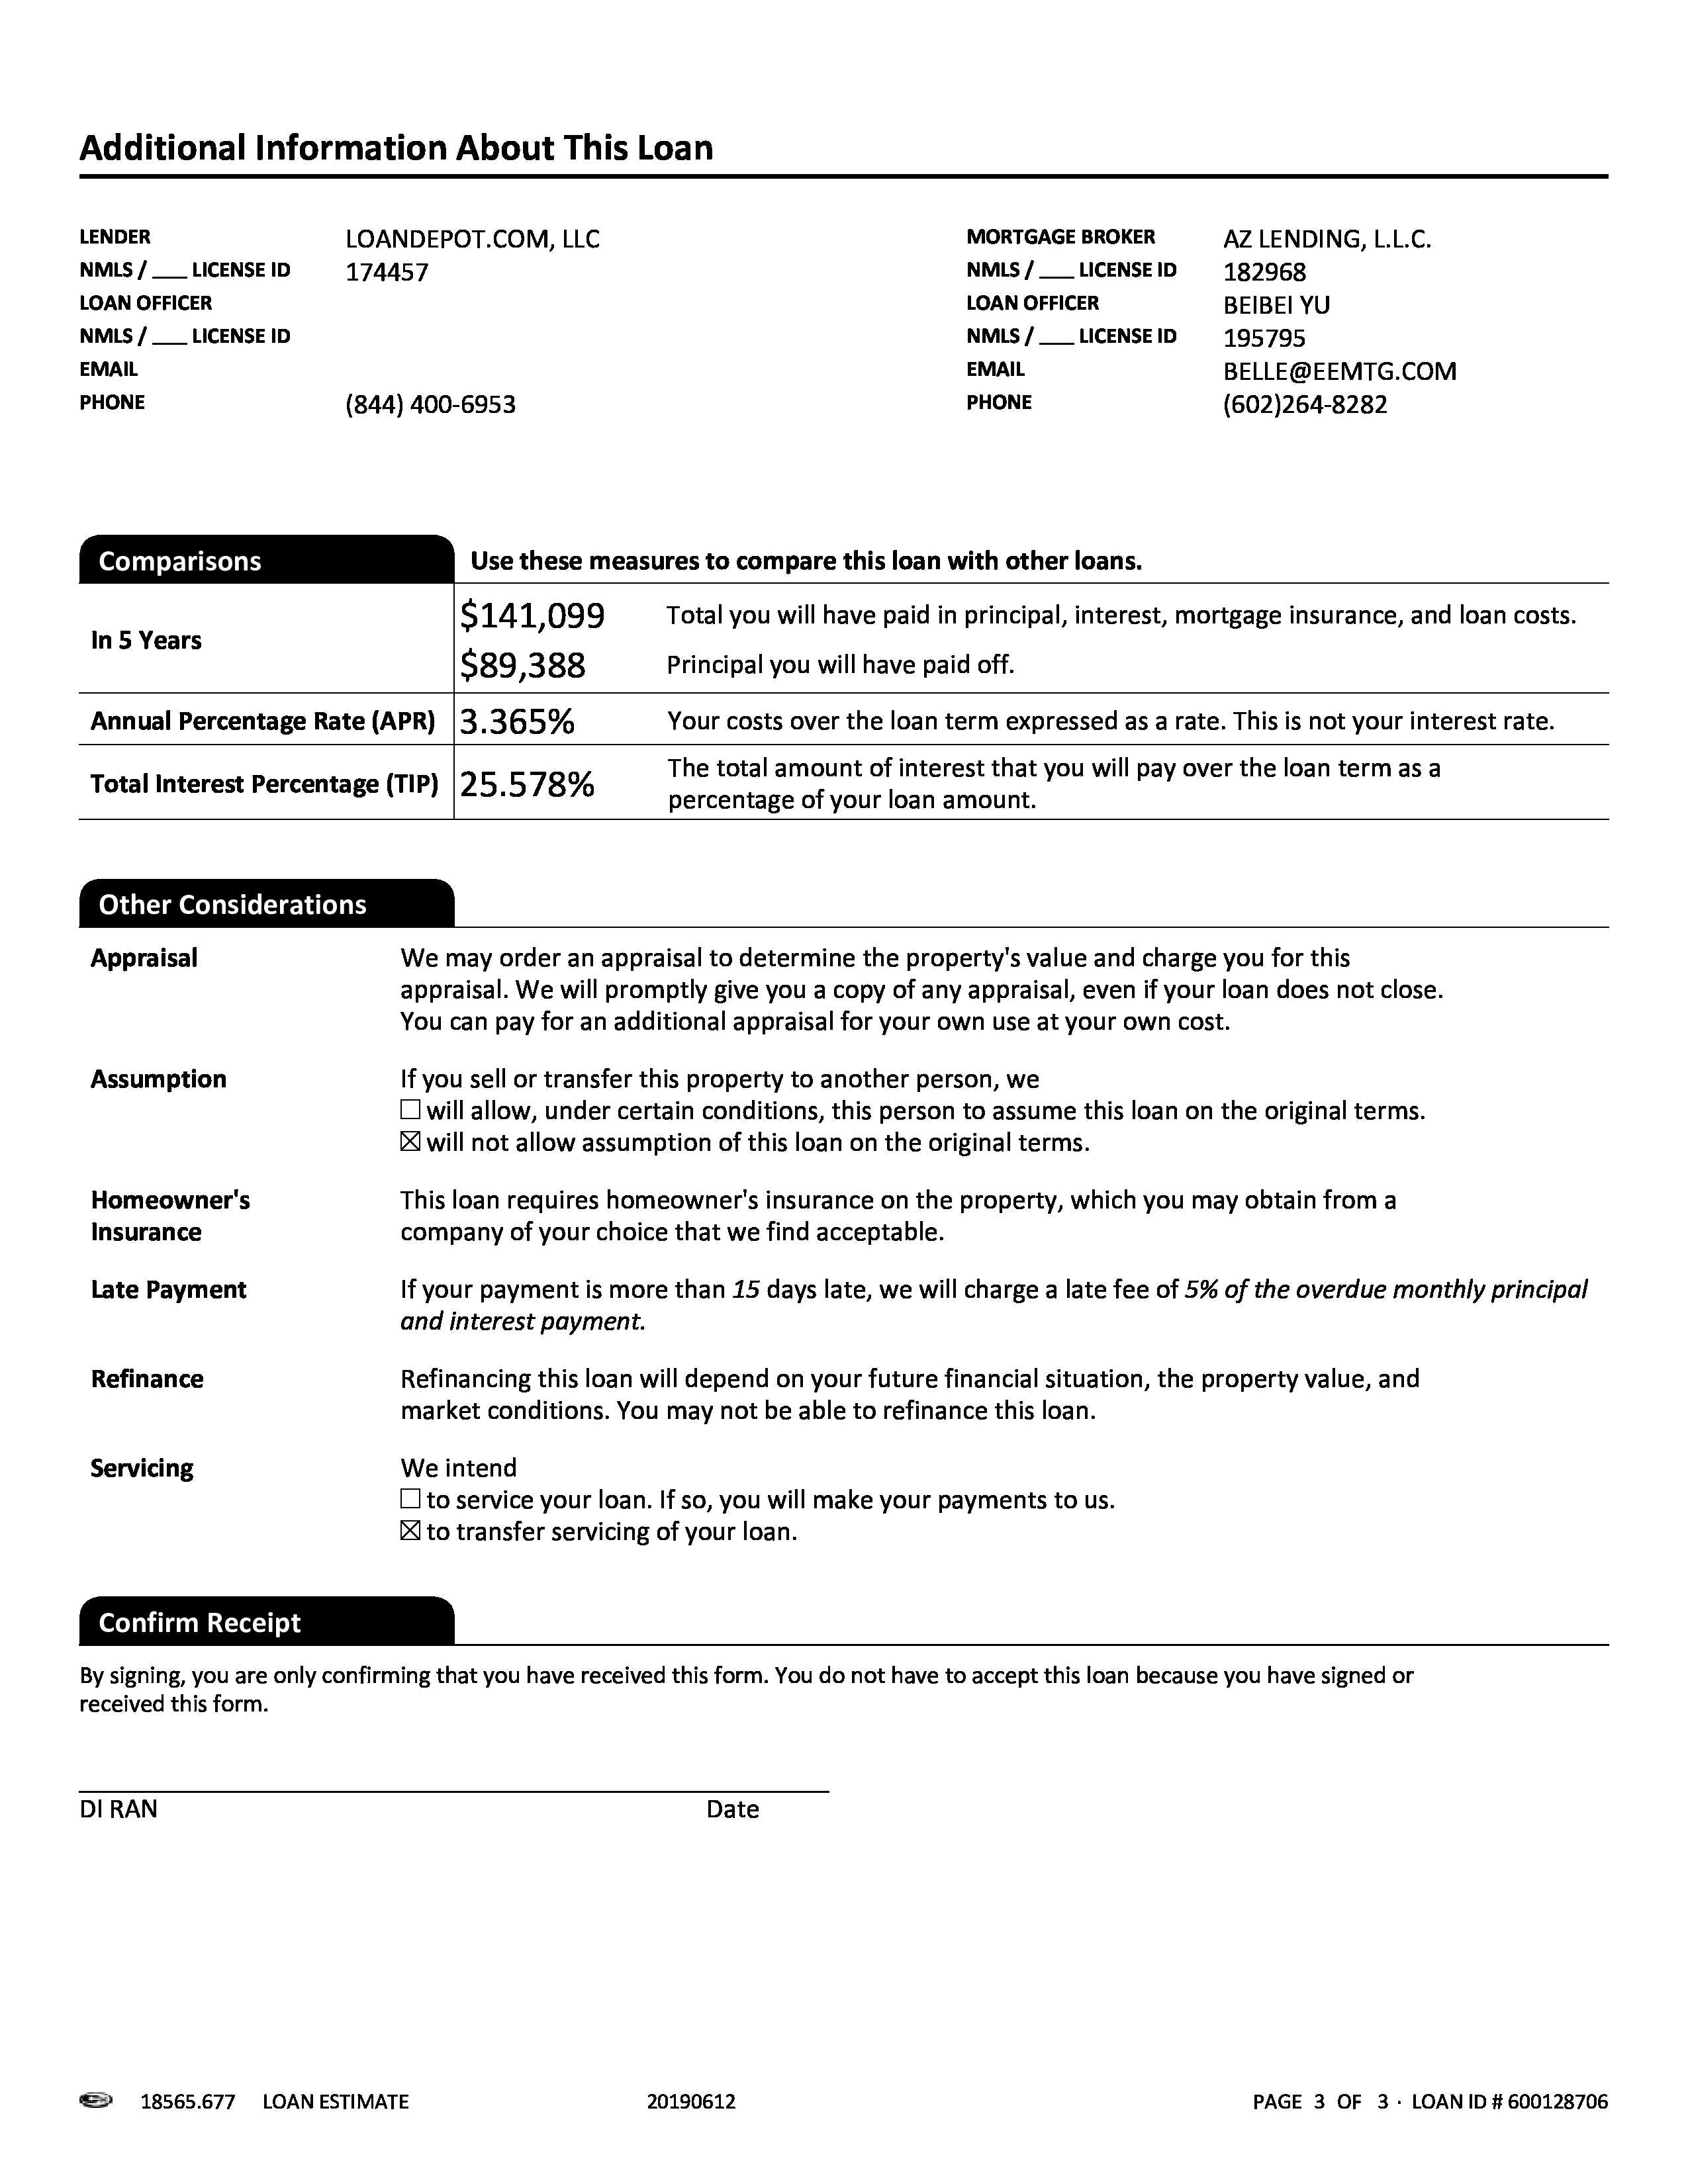 Additional Information About This Loan
LENDER LOANDEPOT.COM, LLC
NMLS / ___ LICENSE ID 174457
LOAN OFFICER
NMLS / ___ LICENSE ID
EMAIL
PHONE (844) 400-6953
MORTGAGE BROKER AZ LENDING, L.L.C.
NMLS / ___ LICENSE ID 182968
LOAN OFFICER BEIBEI YU
NMLS / ___ LICENSE ID 195795
EMAIL BELLE@EEMTG.COM
PHONE (602)264-8282
Comparisons Use these measures to compare this loan with other loans.
In 5 Years
$141,099 Total you will have paid in principal, interest, mortgage insurance, and loan costs.
$89,388 Principal you will have paid off.
Annual Percentage Rate (APR) 3.365% Your costs over the loan term expressed as a rate. This is not your interest rate.
Total Interest Percentage (TIP) 25.578% The total amount of interest that you will pay over the loan term as a
percentage of your loan amount.
Other Considerations
Appraisal We may order an appraisal to determine the property's value and charge you for this
appraisal. We will promptly give you a copy of any appraisal, even if your loan does not close.
You can pay for an additional appraisal for your own use at your own cost.
Assumption If you sell or transfer this property to another person, we
☐ will allow, under certain conditions, this person to assume this loan on the original terms.
☒ will not allow assumption of this loan on the original terms.
Homeowner's This loan requires homeowner's insurance on the property, which you may obtain from a
Insurance company of your choice that we find acceptable.
Late Payment If your payment is more than 15 days late, we will charge a late fee of 5% of the overdue monthly principal
and interest payment.
Refinance Refinancing this loan will depend on your future financial situation, the property value, and
market conditions. You may not be able to refinance this loan.
Servicing We intend
☐ to service your loan. If so, you will make your payments to us.
☒ to transfer servicing of your loan.
Confirm Receipt
By signing, you are only confirming that you have received this form. You do not have to accept this loan because you have signed or
received this form.
DI RAN Date
18565.677 LOAN ESTIMATE 20190612 PAGE 3 OF 3 · LOAN ID # 600128706